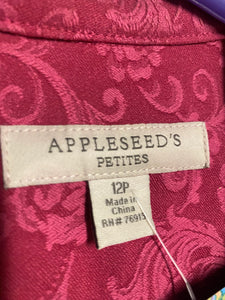 APPLESEED'S
PETITES
12P
Made in
China
RN# 76915